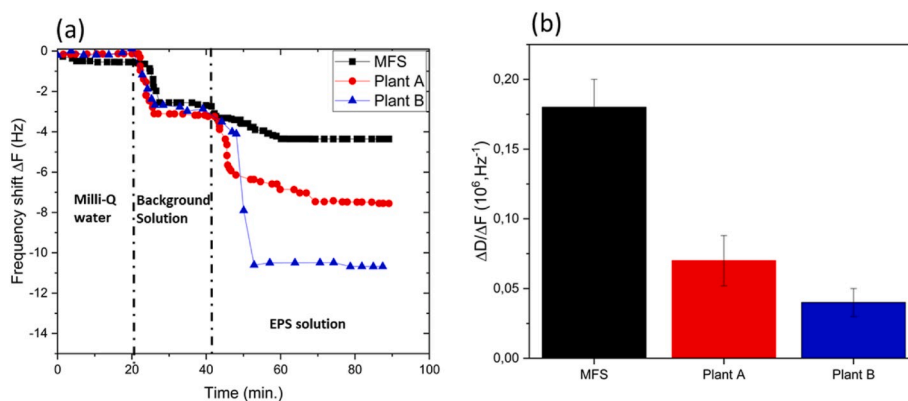 (a)
Frequency shift ΔF (Hz)
0
-2
-4
-6
-8
-10
-12
-14
MFS
Plant A
Plant B
Milli-Q
water
Background
Solution
EPS solution
0
20
40
60
80
100
Time (min.)
(b)
ΔD/ΔF (10⁶,Hz⁻¹)
0,20
0,15
0,10
0,05
0,00
MFS
Plant A
Plant B